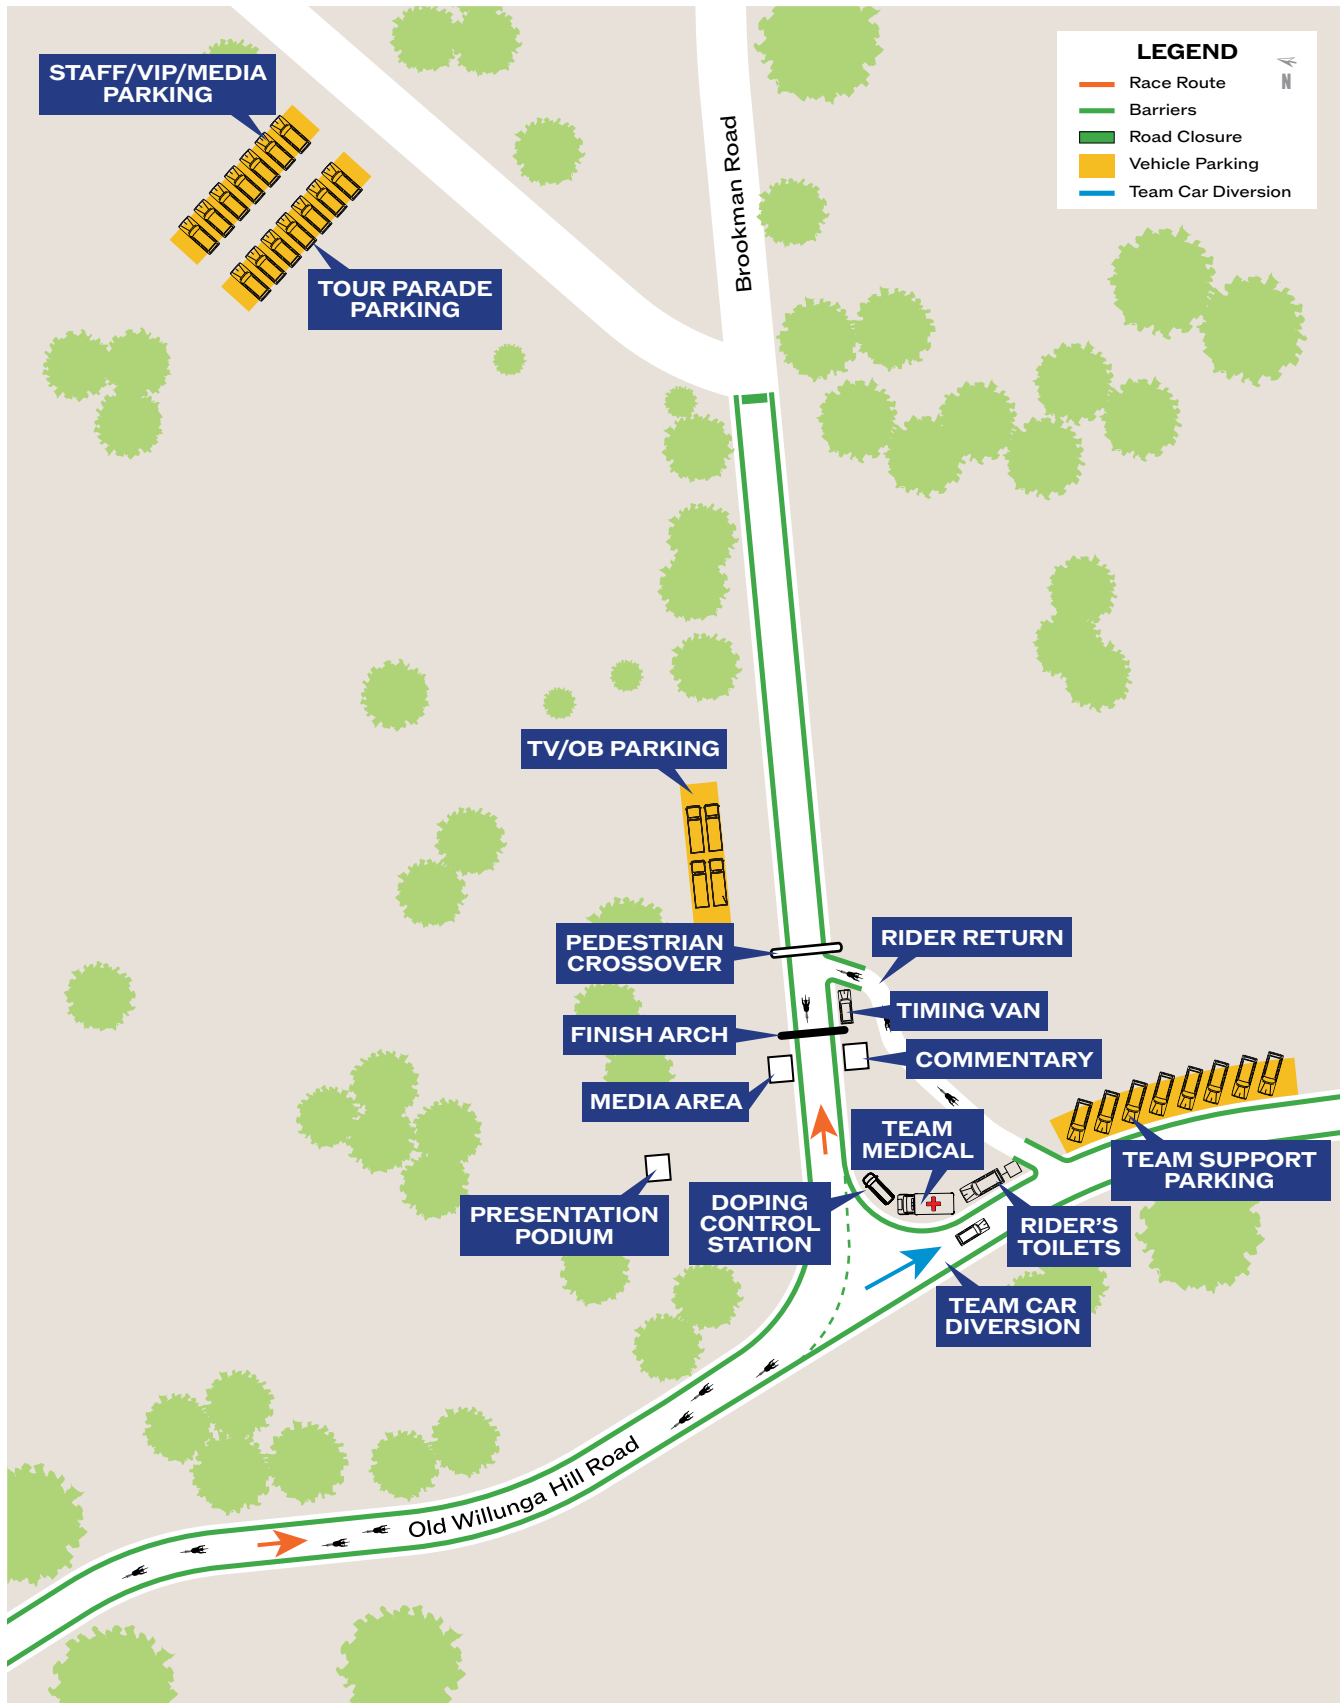 STAFF/VIP/MEDIA
PARKING
TOUR PARADE
PARKING
Brookman Road
LEGEND
N
Race Route
Barriers
Road Closure
Vehicle Parking
Team Car Diversion
TV/OB PARKING
PEDESTRIAN
CROSSOVER
RIDER RETURN
TIMING VAN
FINISH ARCH
COMMENTARY
MEDIA AREA
TEAM
MEDICAL
TEAM SUPPORT
PARKING
PRESENTATION
PODIUM
DOPING
CONTROL
STATION
RIDER'S
TOILETS
TEAM CAR
DIVERSION
Old Willunga Hill Road